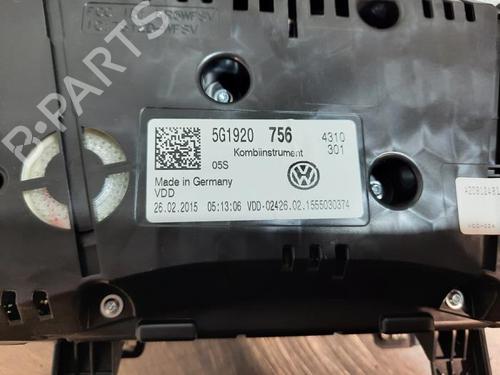 5G1920 756 4310
Kombiinstrument 301
05S
Made in Germany
VDD
26.02.2015 05:13:06 VDD-02426.02.1555030374
B-PARTS